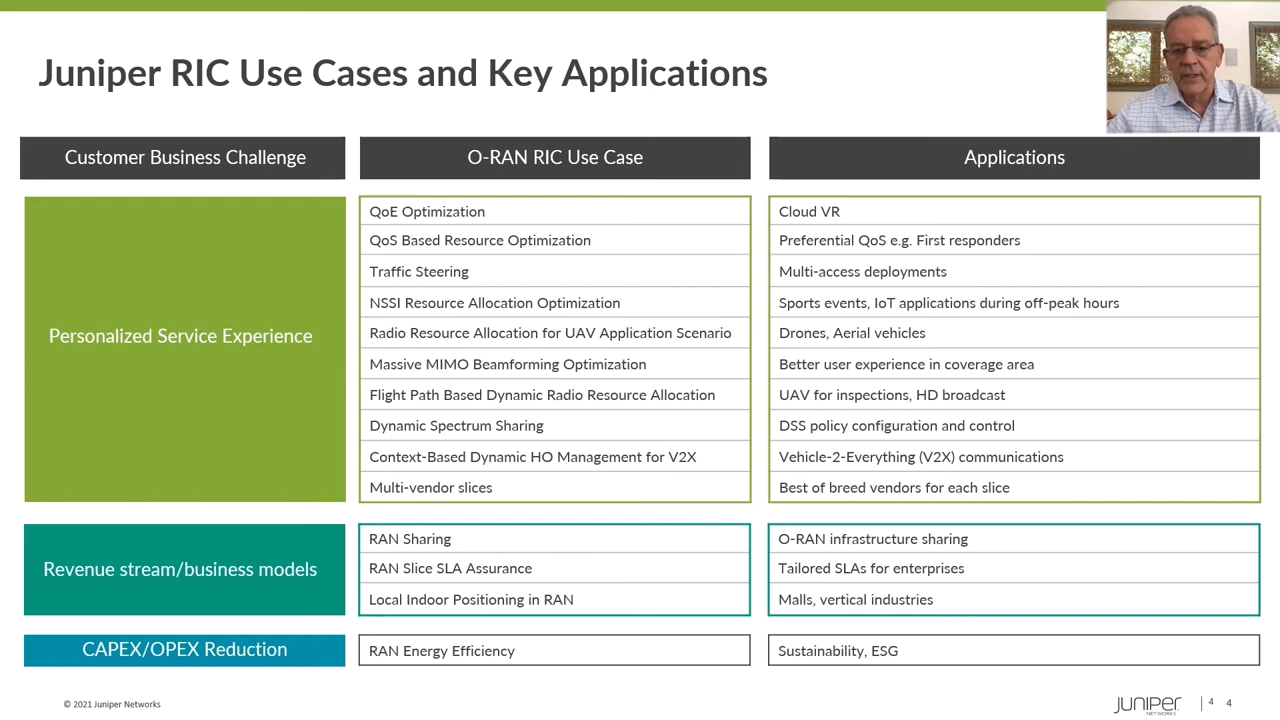 Juniper RIC Use Cases and Key Applications
Customer Business Challenge
O-RAN RIC Use Case
Applications
Personalized Service Experience
QoE Optimization
Cloud VR
QoS Based Resource Optimization
Preferential QoS e.g. First responders
Traffic Steering
Multi-access deployments
NSSI Resource Allocation Optimization
Sports events, IoT applications during off-peak hours
Radio Resource Allocation for UAV Application Scenario
Drones, Aerial vehicles
Massive MIMO Beamforming Optimization
Better user experience in coverage area
Flight Path Based Dynamic Radio Resource Allocation
UAV for inspections, HD broadcast
Dynamic Spectrum Sharing
DSS policy configuration and control
Context-Based Dynamic HO Management for V2X
Vehicle-2-Everything (V2X) communications
Multi-vendor slices
Best of breed vendors for each slice
Revenue stream/business models
RAN Sharing
O-RAN infrastructure sharing
RAN Slice SLA Assurance
Tailored SLAs for enterprises
Local Indoor Positioning in RAN
Malls, vertical industries
CAPEX/OPEX Reduction
RAN Energy Efficiency
Sustainability, ESG
© 2021 Juniper Networks
JUNIPER
NETWORKS
4
4